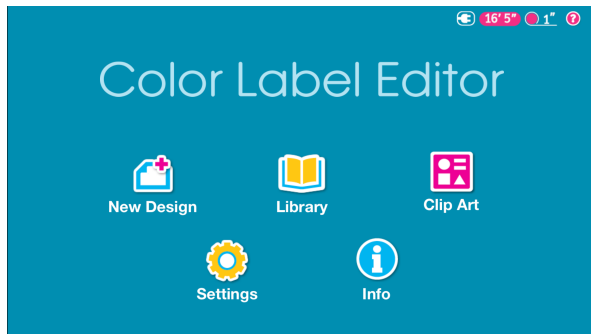 16' 5" 1" ?
Color Label Editor
New Design Library Clip Art
Settings Info